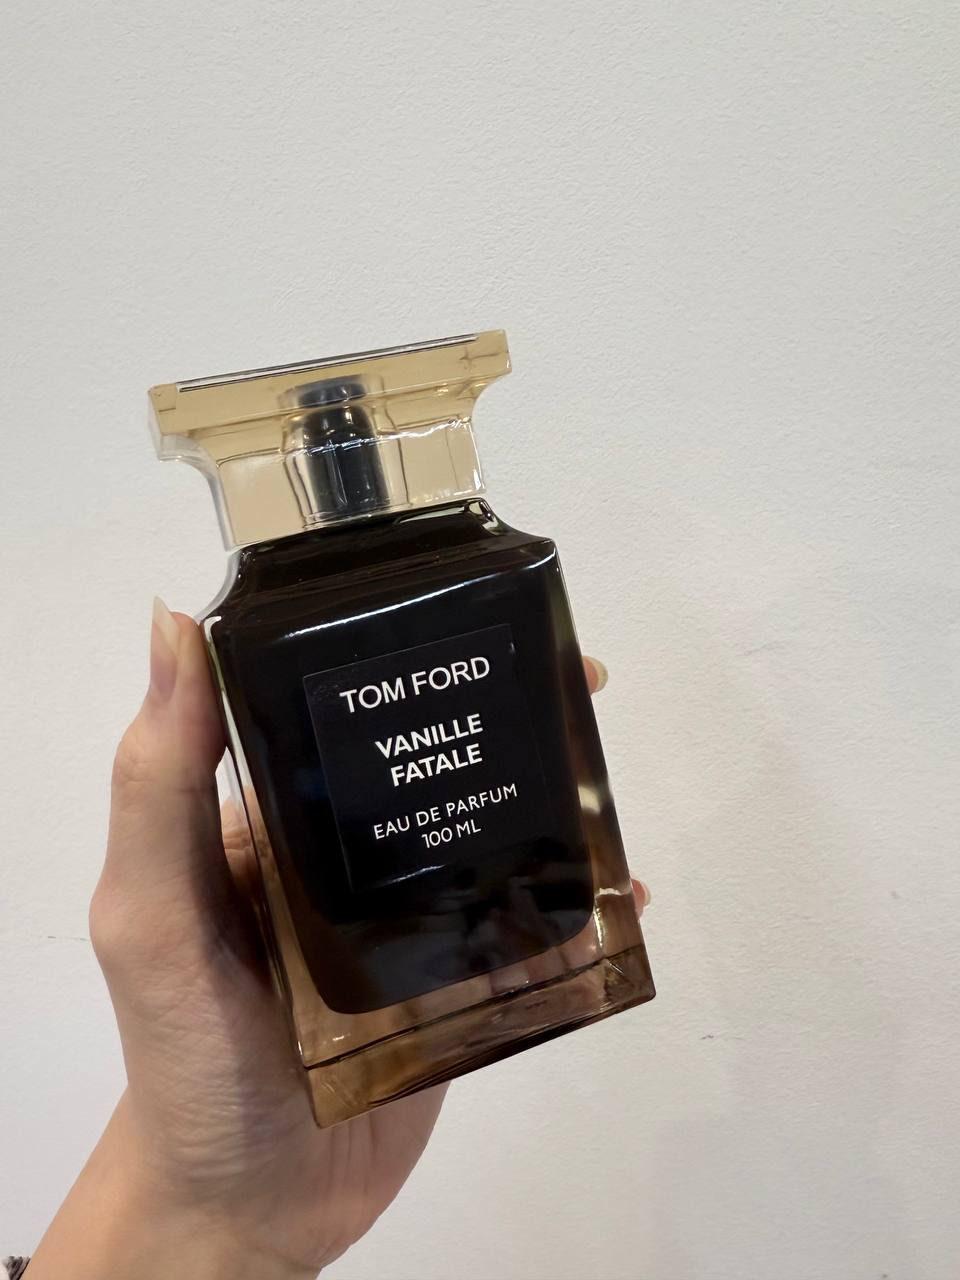 TOM FORD
VANILLE
FATALE
EAU DE PARFUM
100 ML